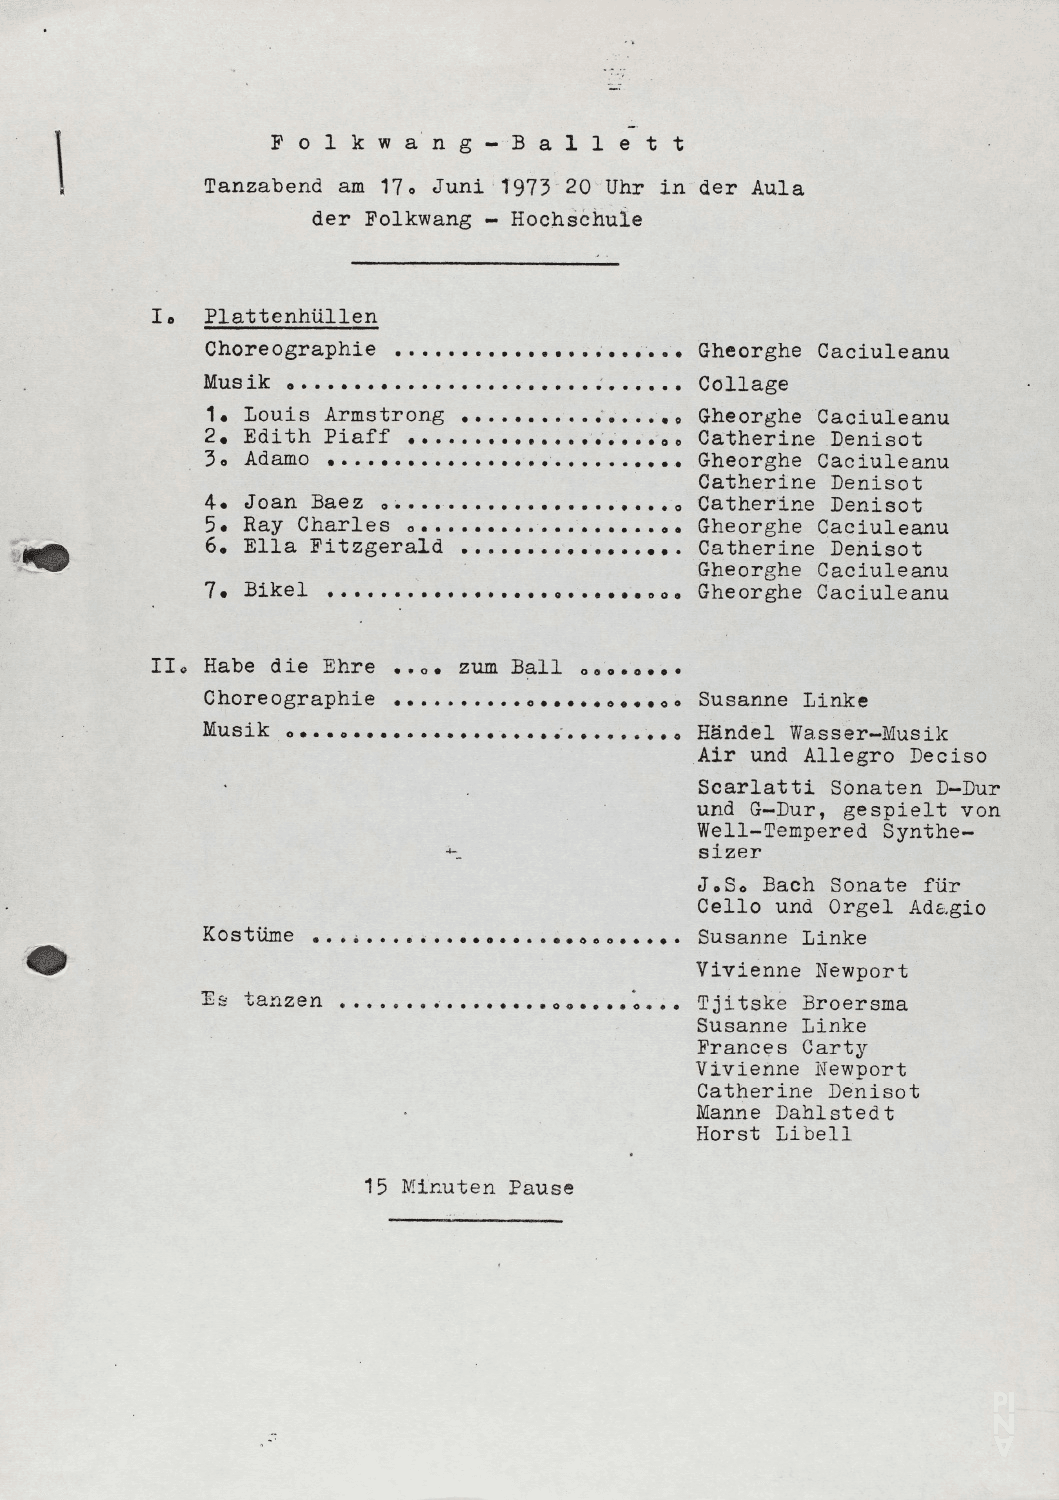 Folkwang-Ballett
Tanzabend am 17. Juni 1973 20 Uhr in der Aula
der Folkwang - Hochschule
I. Plattenhüllen
Choreographie ...................... Gheorghe Caciuleanu
Musik .............................. Collage
1. Louis Armstrong ................. Gheorghe Caciuleanu
2. Edith Piaff ..................... Catherine Denisot
3. Adamo ........................... Gheorghe Caciuleanu
Catherine Denisot
4. Joan Baez ....................... Catherine Denisot
5. Ray Charles ..................... Gheorghe Caciuleanu
6. Ella Fitzgerald ................. Catherine Denisot
Gheorghe Caciuleanu
7. Bikel ........................... Gheorghe Caciuleanu
II. Habe die Ehre .... zum Ball ........
Choreographie ...................... Susanne Linke
Musik .............................. Händel Wasser-Musik
Air und Allegro Deciso
Scarlatti Sonaten D-Dur
und G-Dur, gespielt von
Well-Tempered Synthe-
sizer
J.S. Bach Sonate für
Cello und Orgel Adagio
Kostüme ............................ Susanne Linke
Vivienne Newport
Es tanzen .......................... Tjitske Broersma
Susanne Linke
Frances Carty
Vivienne Newport
Catherine Denisot
Manne Dahlstedt
Horst Libell
15 Minuten Pause
PINA